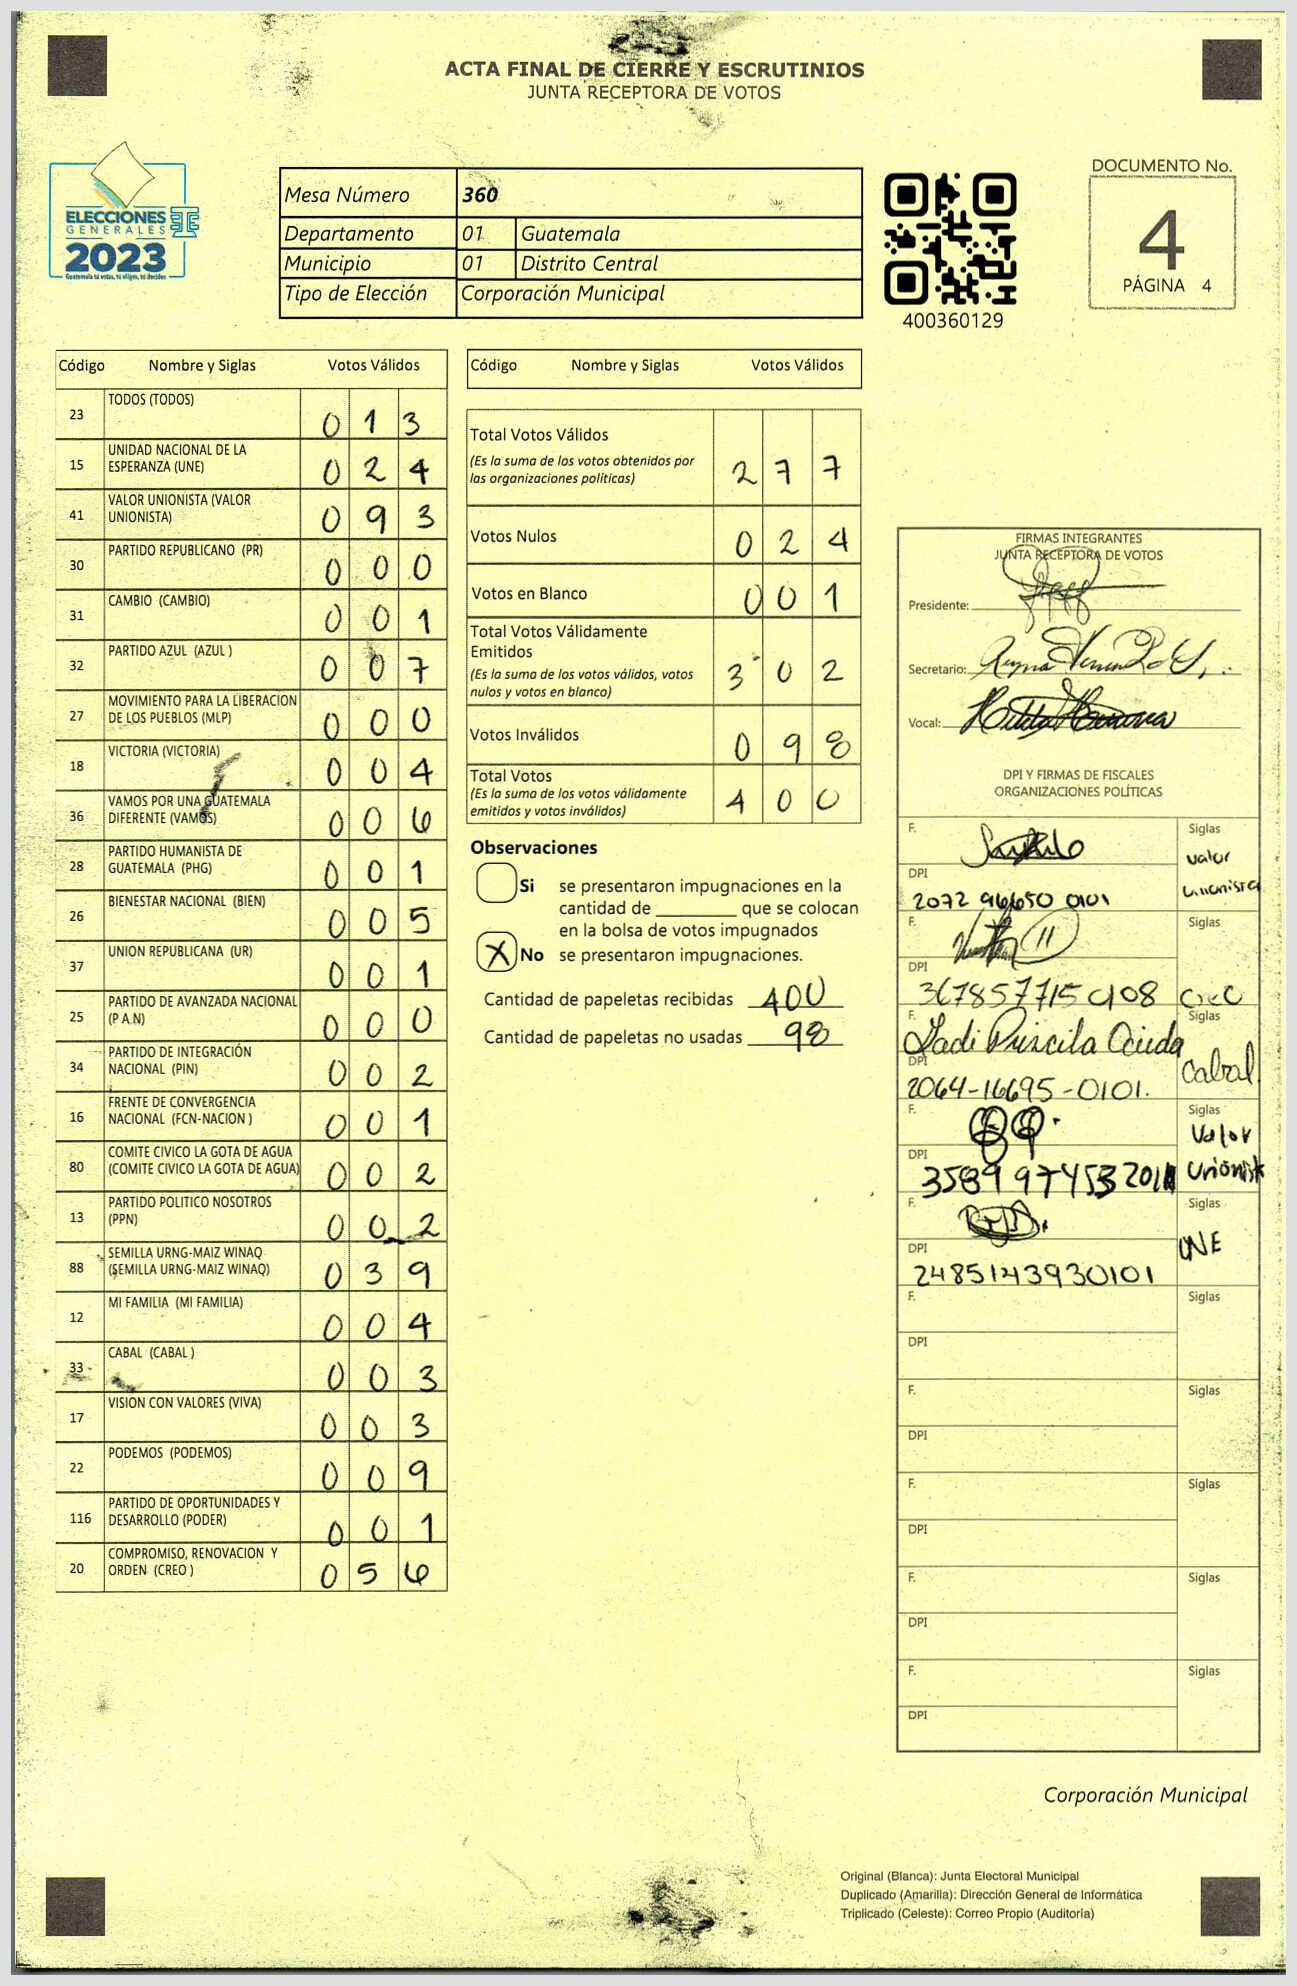 ACTA FINAL DE CIERRE Y ESCRUTINIOS
JUNTA RECEPTORA DE VOTOS
ELECCIONES
GENERALES
2023
Guatemala tú votas, tú eliges, tú decides
Mesa Número 360
Departamento 01 Guatemala
Municipio 01 Distrito Central
Tipo de Elección Corporación Municipal
400360129
DOCUMENTO No.
4
PÁGINA 4
Código Nombre y Siglas Votos Válidos
23 TODOS (TODOS) 0 1 3
15 UNIDAD NACIONAL DE LA ESPERANZA (UNE) 0 2 4
41 VALOR UNIONISTA (VALOR UNIONISTA) 0 9 3
30 PARTIDO REPUBLICANO (PR) 0 0 0
31 CAMBIO (CAMBIO) 0 0 1
32 PARTIDO AZUL (AZUL ) 0 0 7
27 MOVIMIENTO PARA LA LIBERACION DE LOS PUEBLOS (MLP) 0 0 0
18 VICTORIA (VICTORIA) 0 0 4
36 VAMOS POR UNA GUATEMALA DIFERENTE (VAMOS) 0 0 6
28 PARTIDO HUMANISTA DE GUATEMALA (PHG) 0 0 1
26 BIENESTAR NACIONAL (BIEN) 0 0 5
37 UNION REPUBLICANA (UR) 0 0 1
25 PARTIDO DE AVANZADA NACIONAL (P A.N) 0 0 0
34 PARTIDO DE INTEGRACIÓN NACIONAL (PIN) 0 0 2
16 FRENTE DE CONVERGENCIA NACIONAL (FCN-NACION ) 0 0 1
80 COMITE CIVICO LA GOTA DE AGUA (COMITE CIVICO LA GOTA DE AGUA) 0 0 2
13 PARTIDO POLITICO NOSOTROS (PPN) 0 0 2
88 SEMILLA URNG-MAIZ WINAQ (SEMILLA URNG-MAIZ WINAQ) 0 3 9
12 MI FAMILIA (MI FAMILIA) 0 0 4
33 CABAL (CABAL ) 0 0 3
17 VISION CON VALORES (VIVA) 0 0 3
22 PODEMOS (PODEMOS) 0 0 9
116 PARTIDO DE OPORTUNIDADES Y DESARROLLO (PODER) 0 0 1
20 COMPROMISO, RENOVACION Y ORDEN (CREO ) 0 5 6
Código Nombre y Siglas Votos Válidos
Total Votos Válidos 2 7 7
(Es la suma de los votos obtenidos por
las organizaciones políticas)
Votos Nulos 0 2 4
Votos en Blanco 0 0 1
Total Votos Válidamente
Emitidos 3 0 2
(Es la suma de los votos válidos, votos
nulos y votos en blanco)
Votos Inválidos 0 9 8
Total Votos 4 0 0
(Es la suma de los votos válidamente
emitidos y votos inválidos)
Observaciones
Si se presentaron impugnaciones en la
cantidad de ________ que se colocan
en la bolsa de votos impugnados
X No se presentaron impugnaciones.
Cantidad de papeletas recibidas 400
Cantidad de papeletas no usadas 98
FIRMAS INTEGRANTES
JUNTA RECEPTORA DE VOTOS
Presidente:
Secretario:
Vocal:
DPI Y FIRMAS DE FISCALES
ORGANIZACIONES POLÍTICAS
F. Siglas Valor Unionista
DPI 2072 96650 0101
F. Siglas Creo
DPI 367857715 0108
F. Siglas Cabal
DPI 2064-16695-0101.
F. Siglas Valor Unionist
DPI 3589 97453 201
F. Siglas UNE
DPI 2485143930101
F. Siglas
DPI
F. Siglas
DPI
F. Siglas
DPI
F. Siglas
DPI
F. Siglas
DPI
Corporación Municipal
Original (Blanca): Junta Electoral Municipal
Duplicado (Amarilla): Dirección General de Informática
Triplicado (Celeste): Correo Propio (Auditoría)